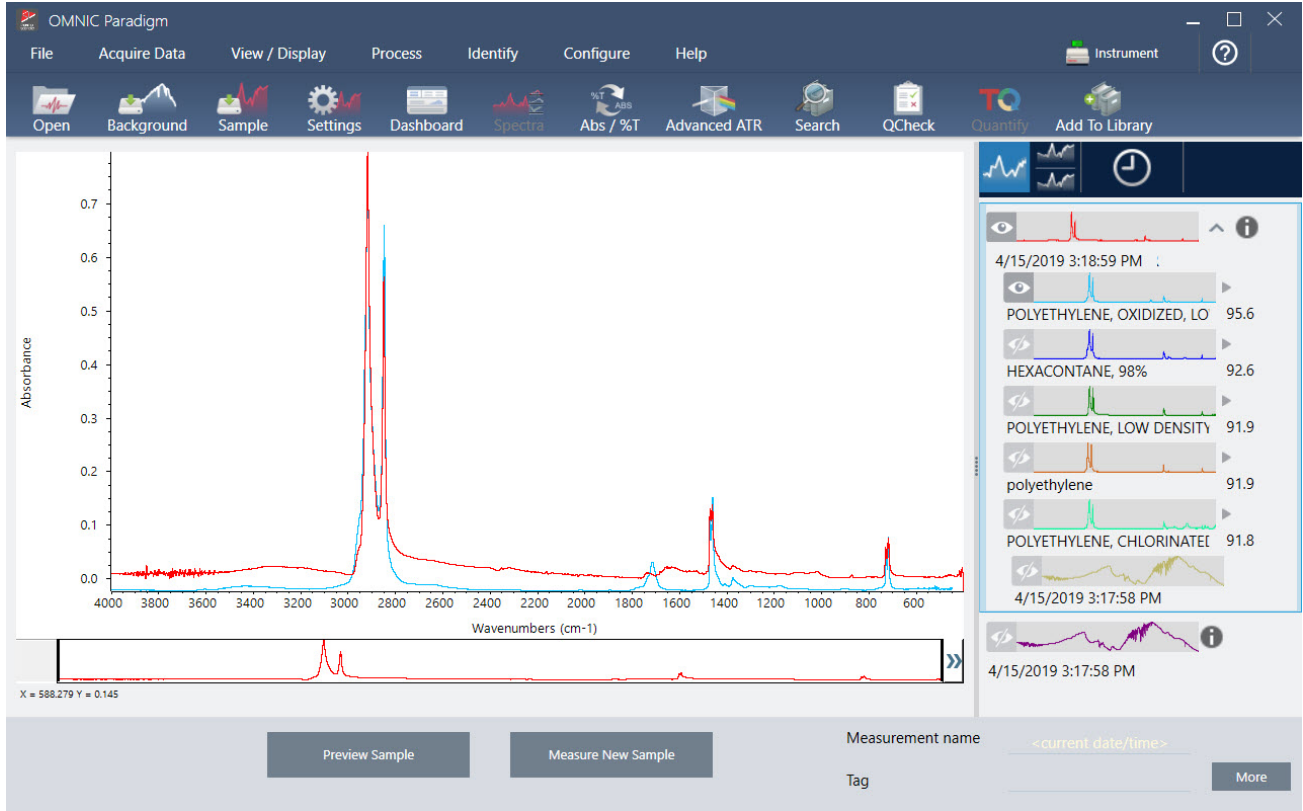 OMNIC Paradigm
File Acquire Data View / Display Process Identify Configure Help Instrument
%T ABS TQ
Open Background Sample Settings Dashboard Spectra Abs / %T Advanced ATR Search QCheck Quantify Add To Library
0.7
0.6
0.5
0.4
0.3
0.2
0.1
0.0
Absorbance
4000 3800 3600 3400 3200 3000 2800 2600 2400 2200 2000 1800 1600 1400 1200 1000 800 600
Wavenumbers (cm-1)
X = 588.279 Y = 0.145
4/15/2019 3:18:59 PM
POLYETHYLENE, OXIDIZED, LO 95.6
HEXACONTANE, 98% 92.6
POLYETHYLENE, LOW DENSITY 91.9
polyethylene 91.9
POLYETHYLENE, CHLORINATED 91.8
4/15/2019 3:17:58 PM
4/15/2019 3:17:58 PM
Preview Sample Measure New Sample
Measurement name <current date/time>
Tag More